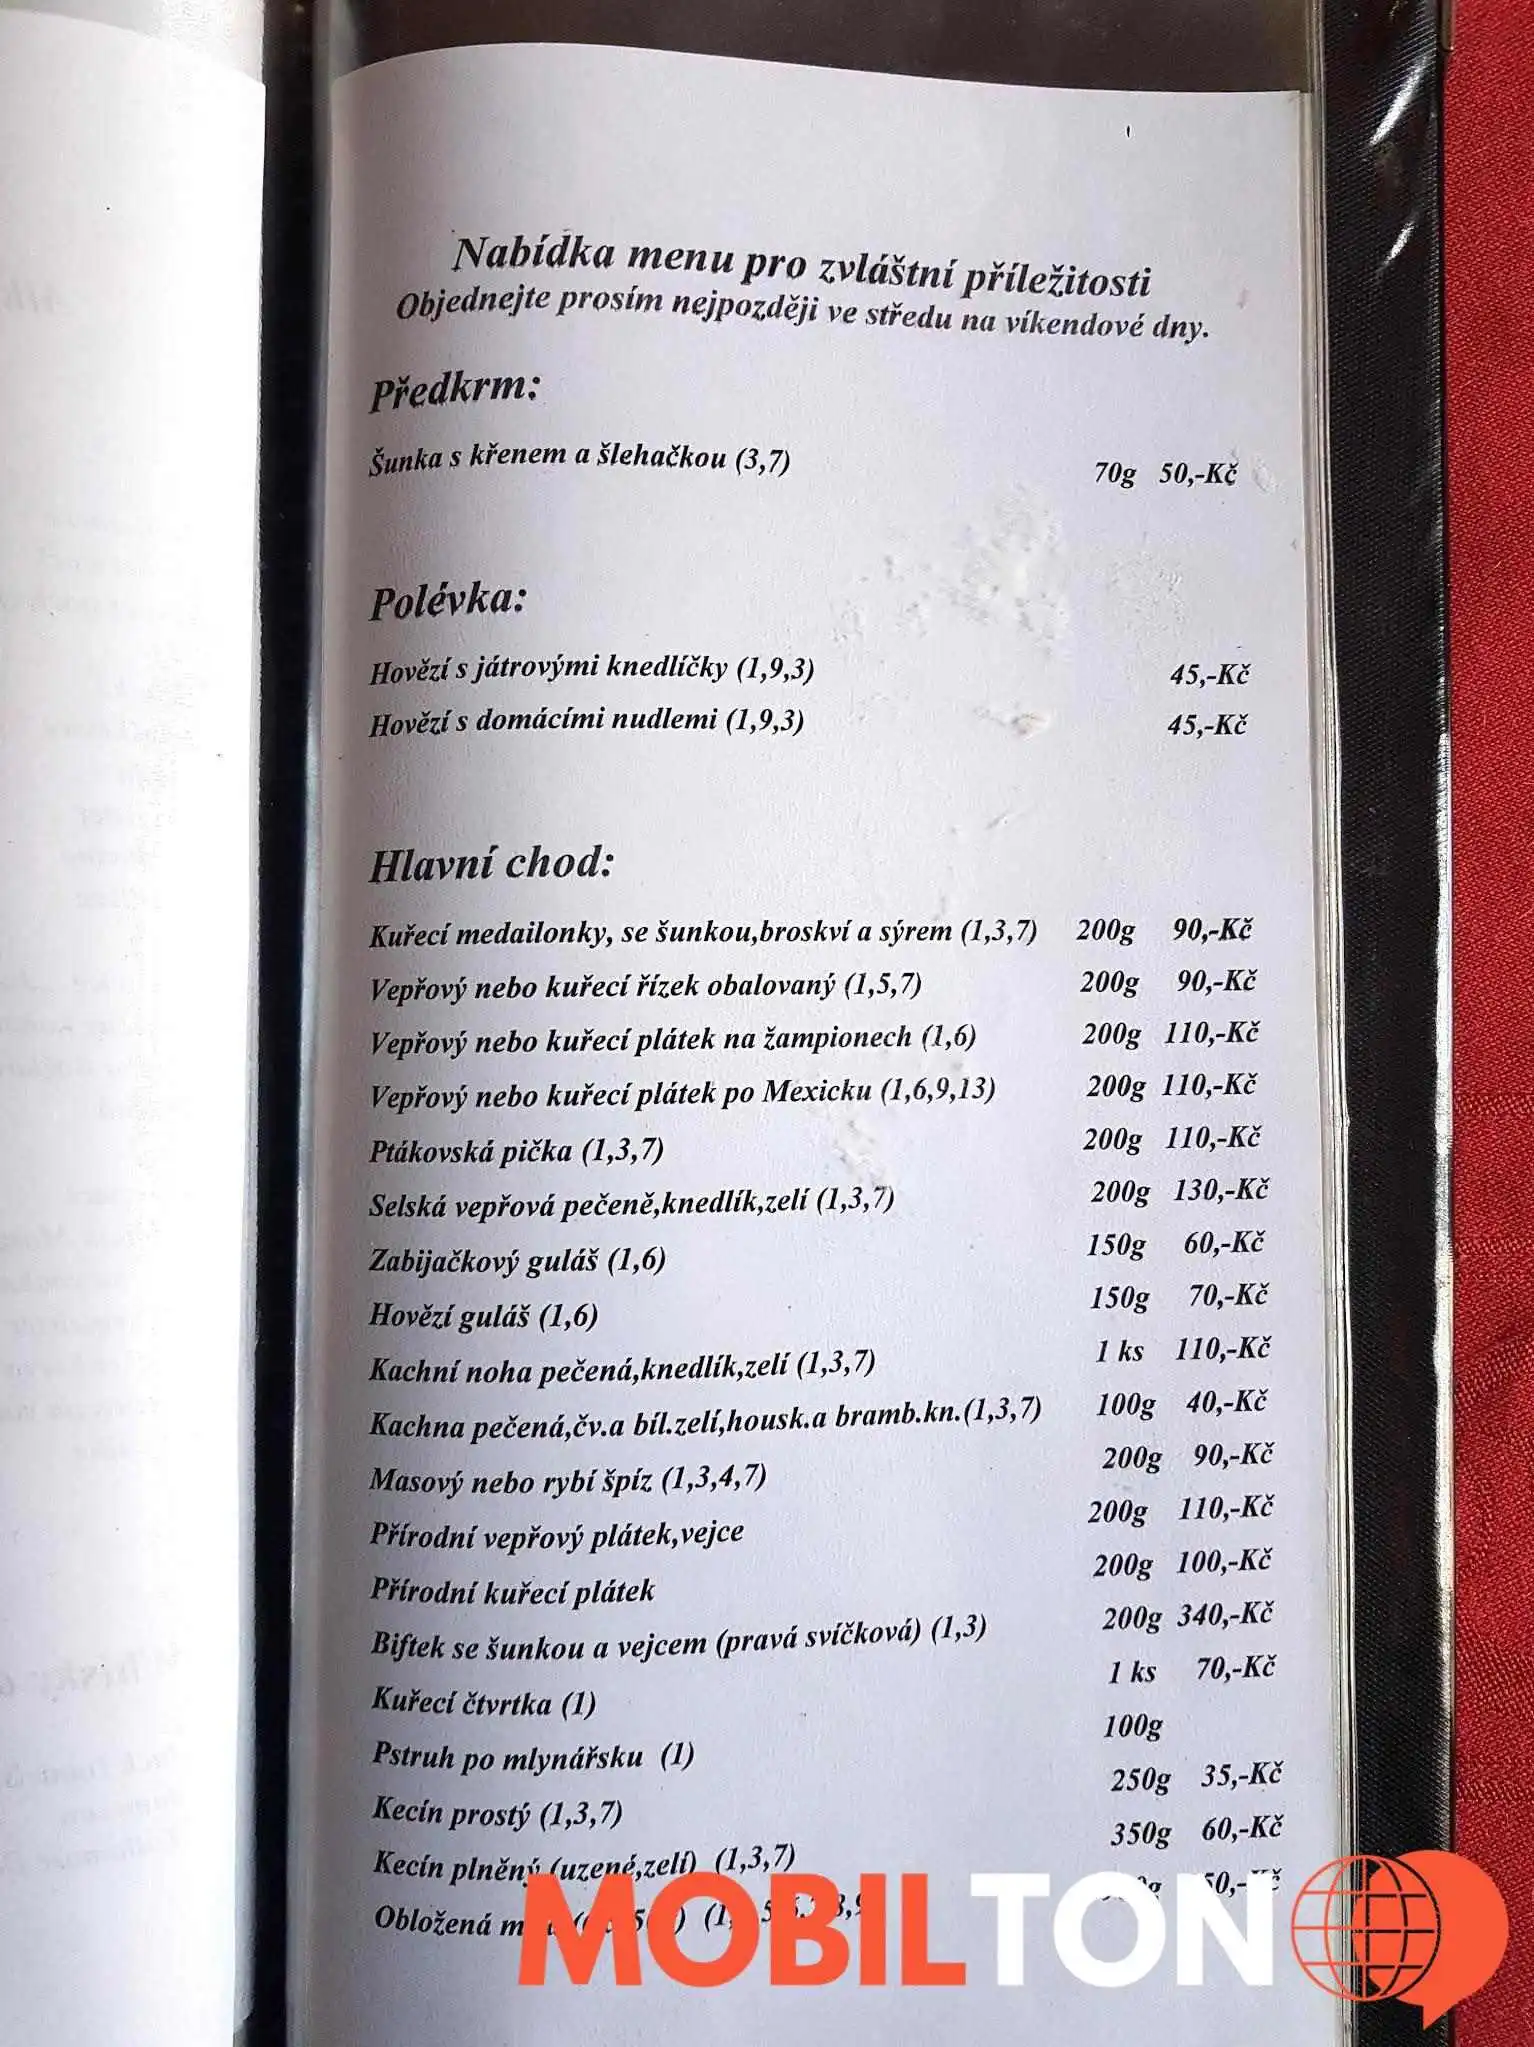 Nabídka menu pro zvláštní příležitosti
Objednejte prosím nejpozději ve středu na víkendové dny.
Předkrm:
Šunka s křenem a šlehačkou (3,7) 70g 50,-Kč
Polévka:
Hovězí s játrovými knedlíčky (1,9,3) 45,-Kč
Hovězí s domácími nudlemi (1,9,3) 45,-Kč
Hlavní chod:
Kuřecí medailonky, se šunkou,broskví a sýrem (1,3,7) 200g 90,-Kč
Vepřový nebo kuřecí řízek obalovaný (1,5,7) 200g 90,-Kč
Vepřový nebo kuřecí plátek na žampionech (1,6) 200g 110,-Kč
Vepřový nebo kuřecí plátek po Mexicku (1,6,9,13) 200g 110,-Kč
Ptákovská pička (1,3,7) 200g 110,-Kč
Selská vepřová pečeně,knedlík,zelí (1,3,7) 200g 130,-Kč
Zabijačkový guláš (1,6) 150g 60,-Kč
Hovězí guláš (1,6) 150g 70,-Kč
Kachní noha pečená,knedlík,zelí (1,3,7) 1 ks 110,-Kč
Kachna pečená,čv.a bíl.zelí,housk.a bramb.kn.(1,3,7) 100g 40,-Kč
Masový nebo rybí špíz (1,3,4,7) 200g 90,-Kč
Přírodní vepřový plátek,vejce 200g 110,-Kč
Přírodní kuřecí plátek 200g 100,-Kč
Biftek se šunkou a vejcem (pravá svíčková) (1,3) 200g 340,-Kč
Kuřecí čtvrtka (1) 1 ks 70,-Kč
Pstruh po mlynářsku (1) 100g
Kecín prostý (1,3,7) 250g 35,-Kč
Kecín plněný (uzené,zelí) (1,3,7) 350g 60,-Kč
Obložená
MOBILTON